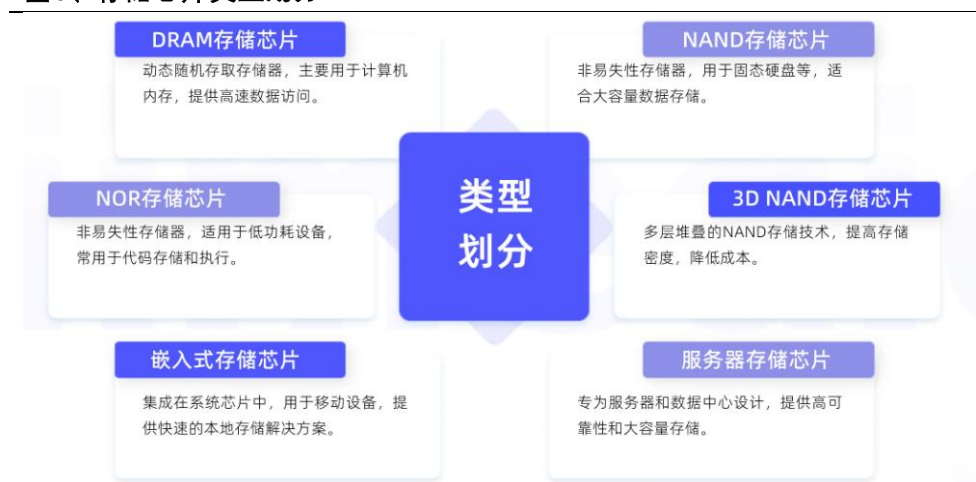 DRAM存储芯片
动态随机存取存储器，主要用于计算机
内存，提供高速数据访问。
NAND存储芯片
非易失性存储器，用于固态硬盘等，适
合大容量数据存储。
类型
划分
NOR存储芯片
非易失性存储器，适用于低功耗设备，
常用于代码存储和执行。
3D NAND存储芯片
多层堆叠的NAND存储技术，提高存储
密度，降低成本。
嵌入式存储芯片
集成在系统芯片中，用于移动设备，提
供快速的本地存储解决方案。
服务器存储芯片
专为服务器和数据中心设计，提供高可
靠性和大容量存储。